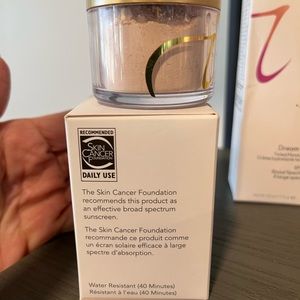 RECOMMENDED
SKIN
CANCER
FOUNDATION
DAILY USE
The Skin Cancer Foundation
recommends this product as
an effective broad spectrum
sunscreen.
The Skin Cancer Foundation
recommande ce produit comme
un écran solaire efficace à large
spectre d'absorption.
Water Resistant (40 Minutes)
Résistant à l'eau (40 minutes)
Dream